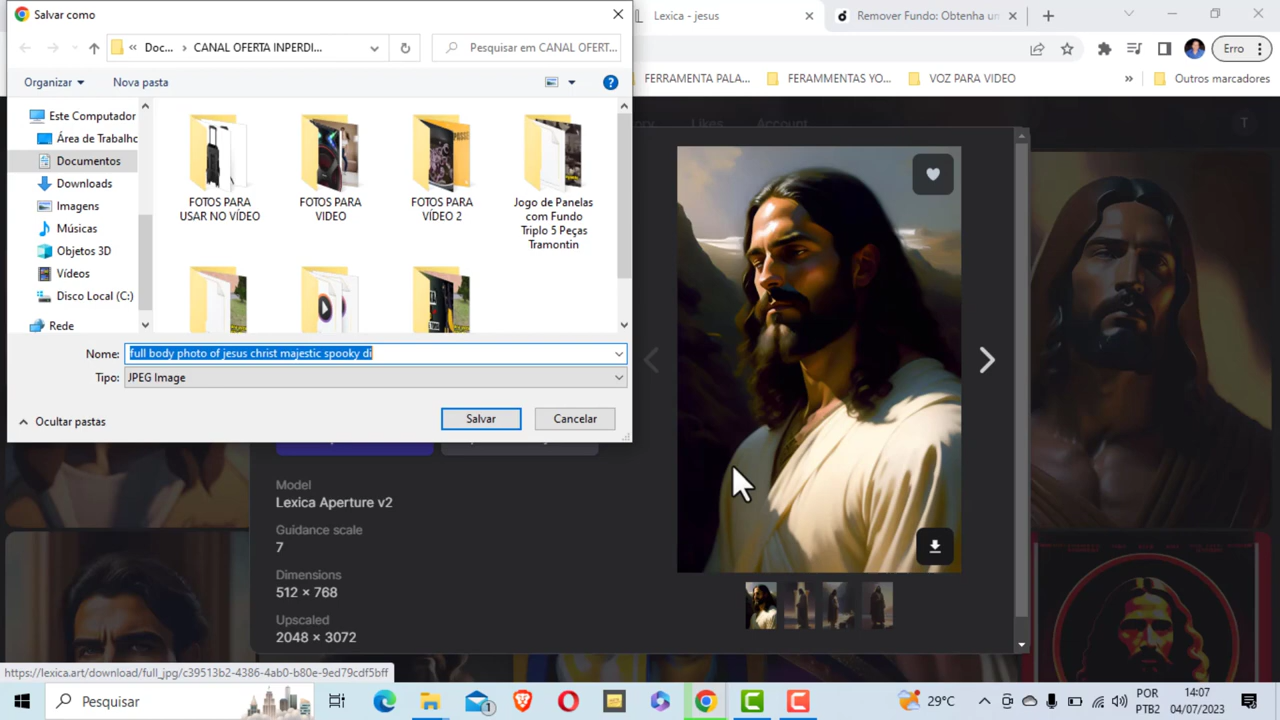 Salvar como
Lexica - jesus
Remover Fundo: Obtenha un
Doc...
CANAL OFERTA INPERDI...
Pesquisar em CANAL OFERT...
Erro
Organizar
Nova pasta
FERRAMENTA PALA...
FERAMMENTAS YO...
VOZ PARA VIDEO
Outros marcadores
Este Computador
Área de Trabalho
Documentos
Downloads
Imagens
Músicas
Objetos 3D
Vídeos
Disco Local (C:)
Rede
FOTOS PARA
USAR NO VÍDEO
FOTOS PARA
VIDEO
FOTOS PARA
VÍDEO 2
Jogo de Panelas
com Fundo
Triplo 5 Peças
Tramontin
Likes
Account
T
Nome:
full body photo of jesus christ majestic spooky di
Tipo:
JPEG Image
Ocultar pastas
Salvar
Cancelar
Model
Lexica Aperture v2
Guidance scale
7
Dimensions
512 × 768
Upscaled
2048 × 3072
https://lexica.art/download/full_jpg/c39513b2-4386-4ab0-b80e-9ed79cdf5bff
Pesquisar
1
29°C
POR
PTB2
14:07
04/07/2023